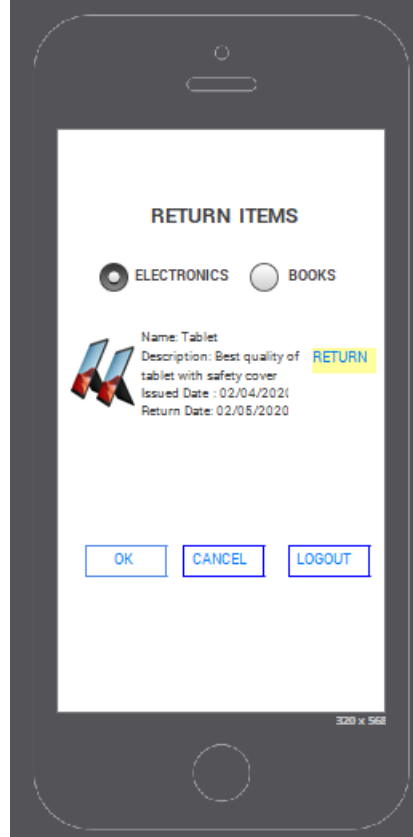 RETURN ITEMS
ELECTRONICS BOOKS
Name: Tablet
Description: Best quality of RETURN
tablet with safety cover
Issued Date : 02/04/202(
Return Date: 02/05/2020
OK CANCEL LOGOUT
320 x 568